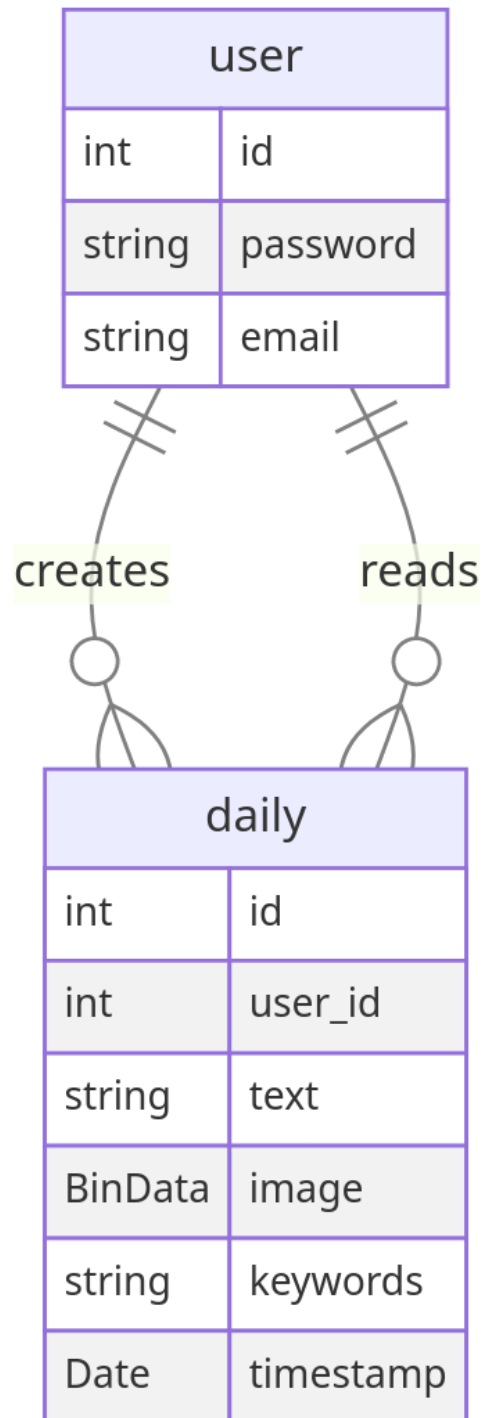 user
int id
string password
string email
creates reads
daily
int id
int user_id
string text
BinData image
string keywords
Date timestamp